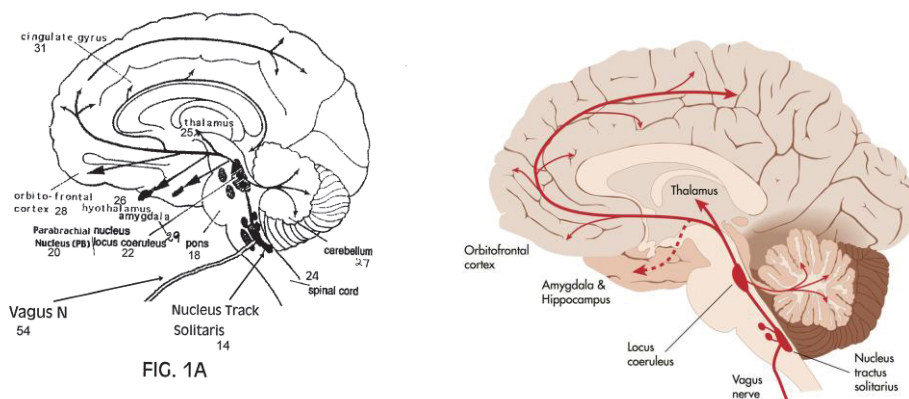 cingulate gyrus
31
thalamus
25
orbito-frontal
cortex 28
26
hyothalamus
amygdala
29
Parabrachial
Nucleus (PB)
20
nucleus
locus coeruleus
22
pons
18
cerebellum
27
24
spinal cord
Vagus N
54
Nucleus Track
Solitaris
14
FIG. 1A
Thalamus
Orbitofrontal
cortex
Amygdala &
Hippocampus
Locus
coeruleus
Vagus
nerve
Nucleus
tractus
solitarius